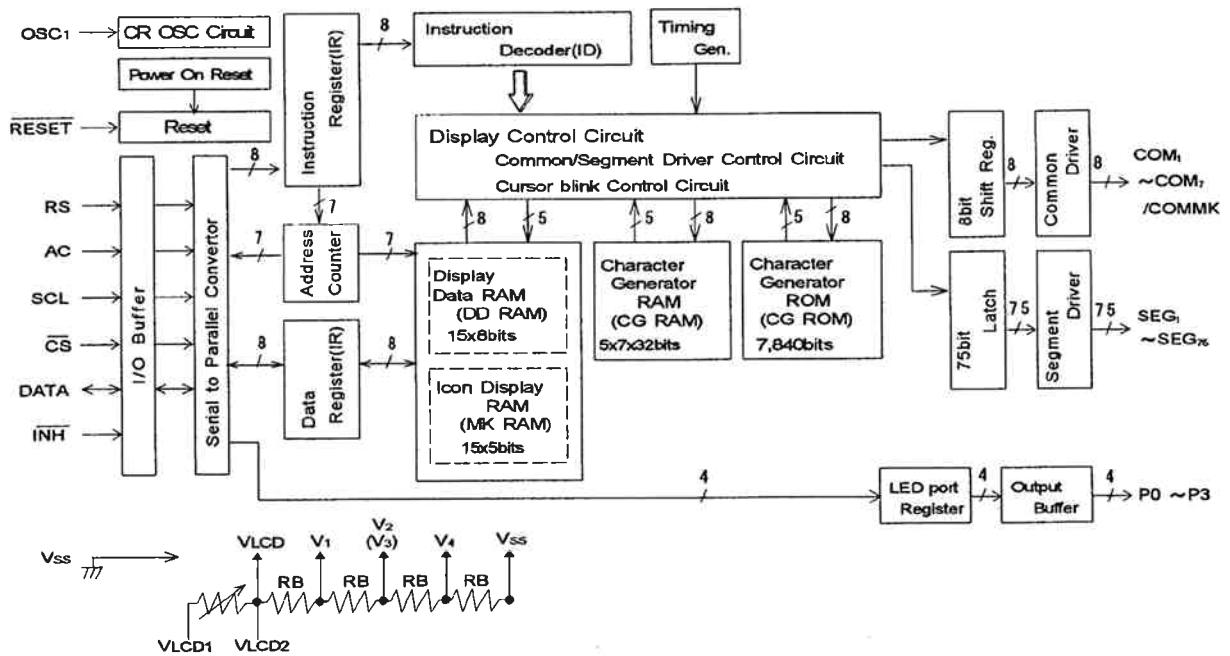 OSC1
CR OSC Circuit
Power On Reset
RESET
Reset
Instruction
Register(IR)
8
Instruction
Decoder(ID)
Timing
Gen.
Display Control Circuit
Common/Segment Driver Control Circuit
Cursor blink Control Circuit
8bit
Shift Reg.
8
Common
Driver
8
COM1
~COM7
/COMMK
RS
AC
SCL
CS
DATA
INH
I/O Buffer
Serial to Parallel Convertor
8
7
7
Address
Counter
7
8
Data
Register(IR)
8
8
5
5
8
5
8
Display
Data RAM
(DD RAM)
15x8bits
Icon Display
RAM
(MK RAM)
15x5bits
Character
Generator
RAM
(CG RAM)
5x7x32bits
Character
Generator
ROM
(CG ROM)
7,840bits
75bit
Latch
75
Segment
Driver
75
SEG1
~SEG75
4
LED port
Register
4
Output
Buffer
4
P0 ~P3
VSS
VLCD
V1
V2
(V3)
V4
VSS
RB
RB
RB
RB
VLCD1
VLCD2